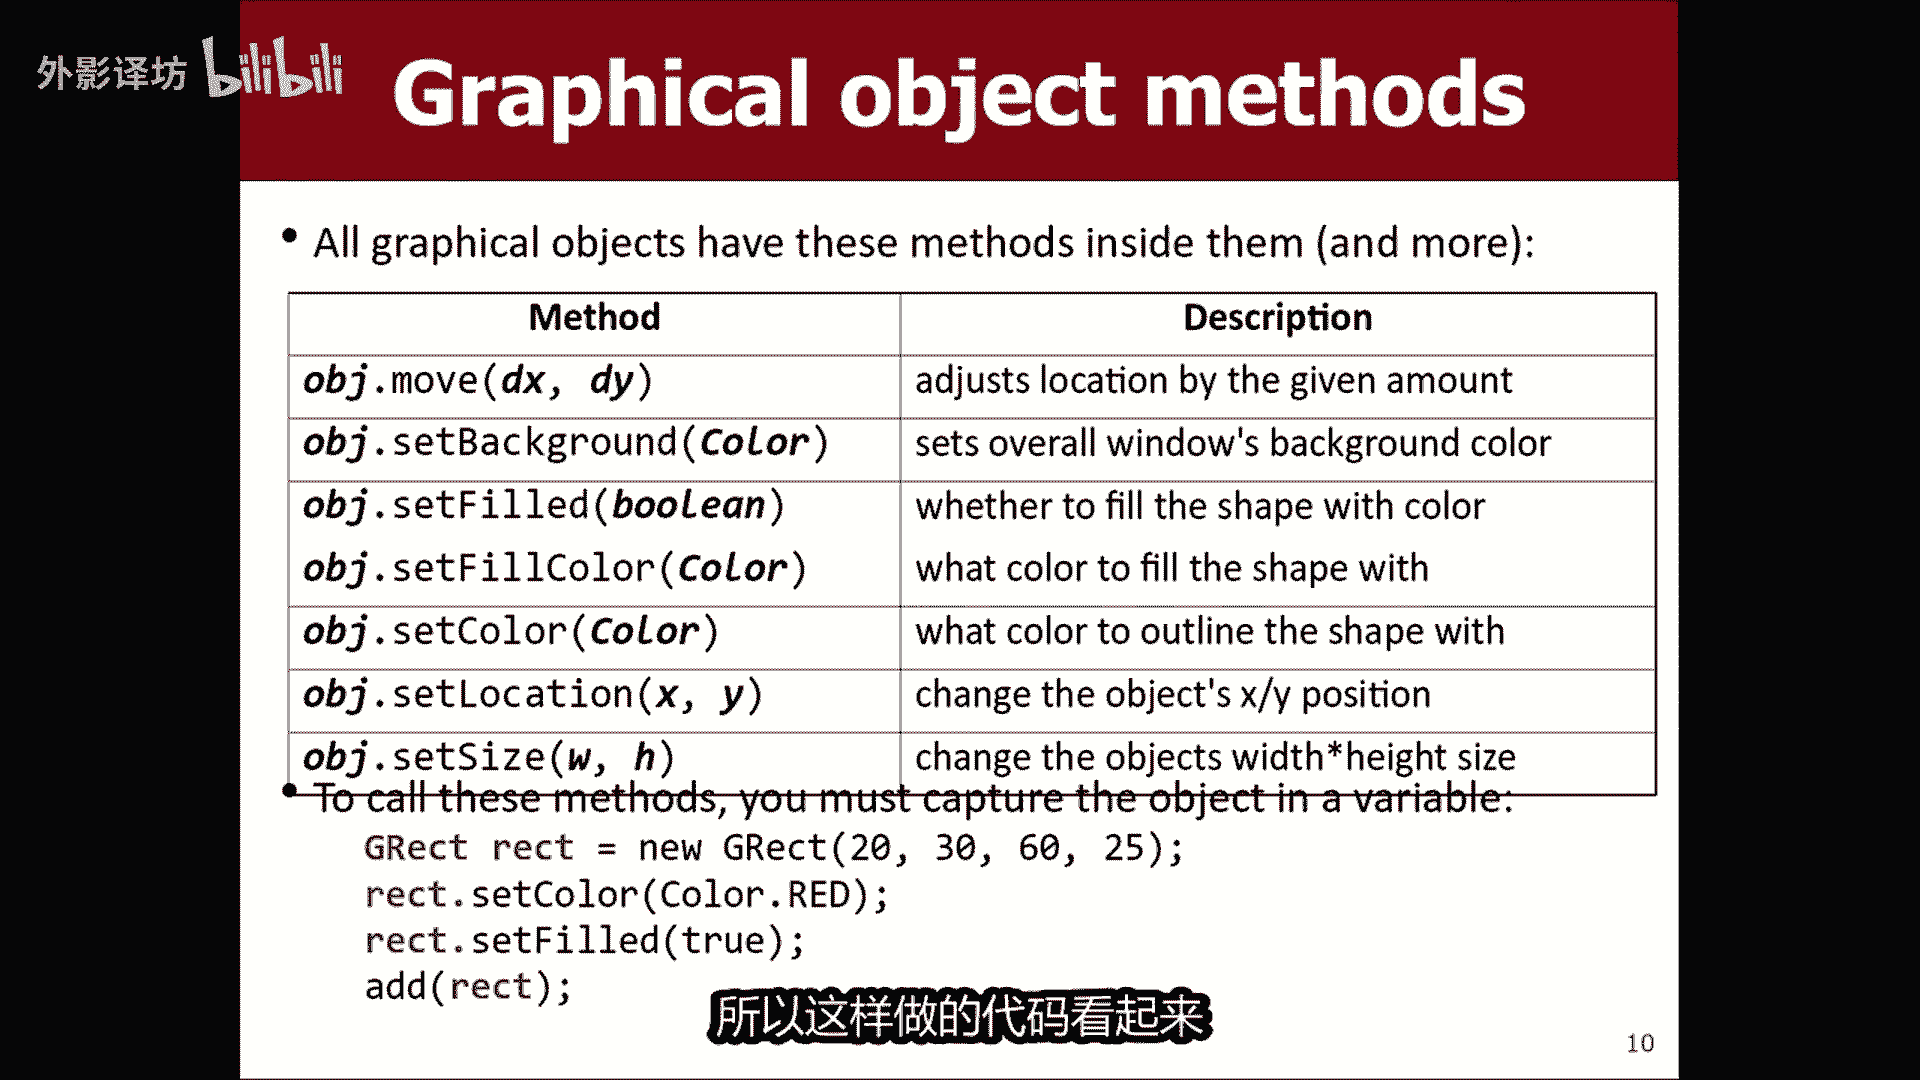 外影译坊 bilibili
Graphical object methods
• All graphical objects have these methods inside them (and more):
Method Description
obj.move(dx, dy) adjusts location by the given amount
obj.setBackground(Color) sets overall window's background color
obj.setFilled(boolean) whether to fill the shape with color
obj.setFillColor(Color) what color to fill the shape with
obj.setColor(Color) what color to outline the shape with
obj.setLocation(x, y) change the object's x/y position
obj.setSize(w, h) change the objects width*height size
• To call these methods, you must capture the object in a variable:
GRect rect = new GRect(20, 30, 60, 25);
rect.setColor(Color.RED);
rect.setFilled(true);
add(rect);
所以这样做的代码看起来
10